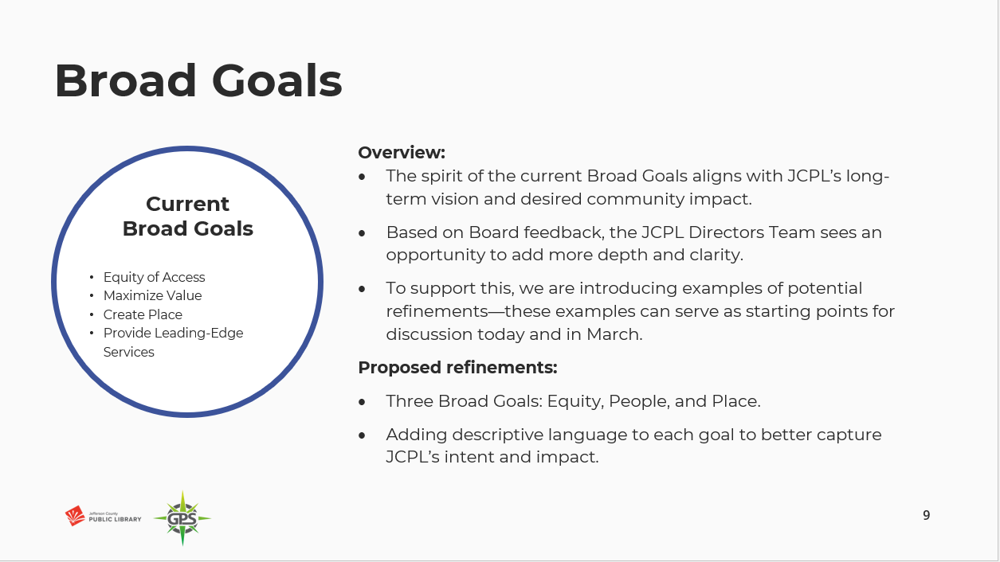 Broad Goals
Current
Broad Goals
• Equity of Access
• Maximize Value
• Create Place
• Provide Leading-Edge
Services
Overview:
• The spirit of the current Broad Goals aligns with JCPL’s long-
term vision and desired community impact.
• Based on Board feedback, the JCPL Directors Team sees an
opportunity to add more depth and clarity.
• To support this, we are introducing examples of potential
refinements—these examples can serve as starting points for
discussion today and in March.
Proposed refinements:
• Three Broad Goals: Equity, People, and Place.
• Adding descriptive language to each goal to better capture
JCPL’s intent and impact.
Jefferson County
PUBLIC LIBRARY
GPS
9